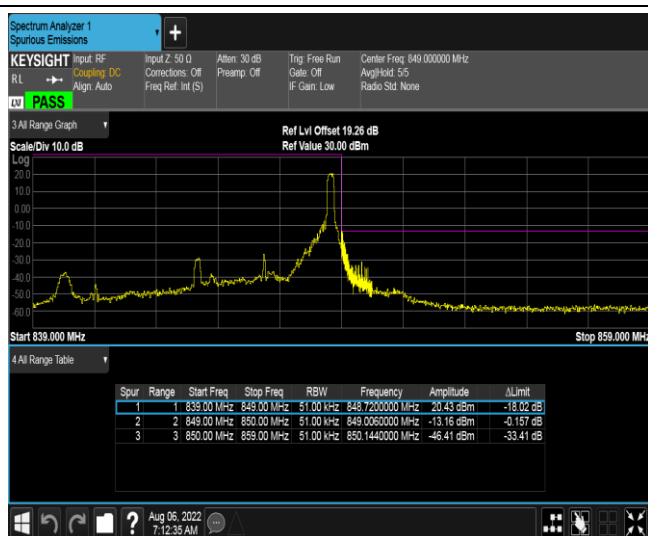 Spectrum Analyzer 1
Spurious Emissions
KEYSIGHT Input: RF Input Z: 50 Ω Atten: 30 dB Trig: Free Run Center Freq: 849.000000 MHz
RL Coupling: DC Corrections: Off Preamp: Off Gate: Off Avg|Hold: 5/5
Align: Auto Freq Ref: Int (S) IF Gain: Low Radio Std: None
LXI PASS
3 All Range Graph
Ref Lvl Offset 19.26 dB
Scale/Div 10.0 dB Ref Value 30.00 dBm
Log
20.0
10.0
0.00
-10.0
-20.0
-30.0
-40.0
-50.0
-60.0
Start 839.000 MHz Stop 859.000 MHz
4 All Range Table
Spur Range Start Freq Stop Freq RBW Frequency Amplitude ΔLimit
1 1 839.00 MHz 849.00 MHz 51.00 kHz 848.7200000 MHz 20.43 dBm -18.02 dB
2 2 849.00 MHz 850.00 MHz 51.00 kHz 849.0060000 MHz -13.16 dBm -0.157 dB
3 3 850.00 MHz 859.00 MHz 51.00 kHz 850.1440000 MHz -46.41 dBm -33.41 dB
? Aug 06, 2022
7:12:35 AM